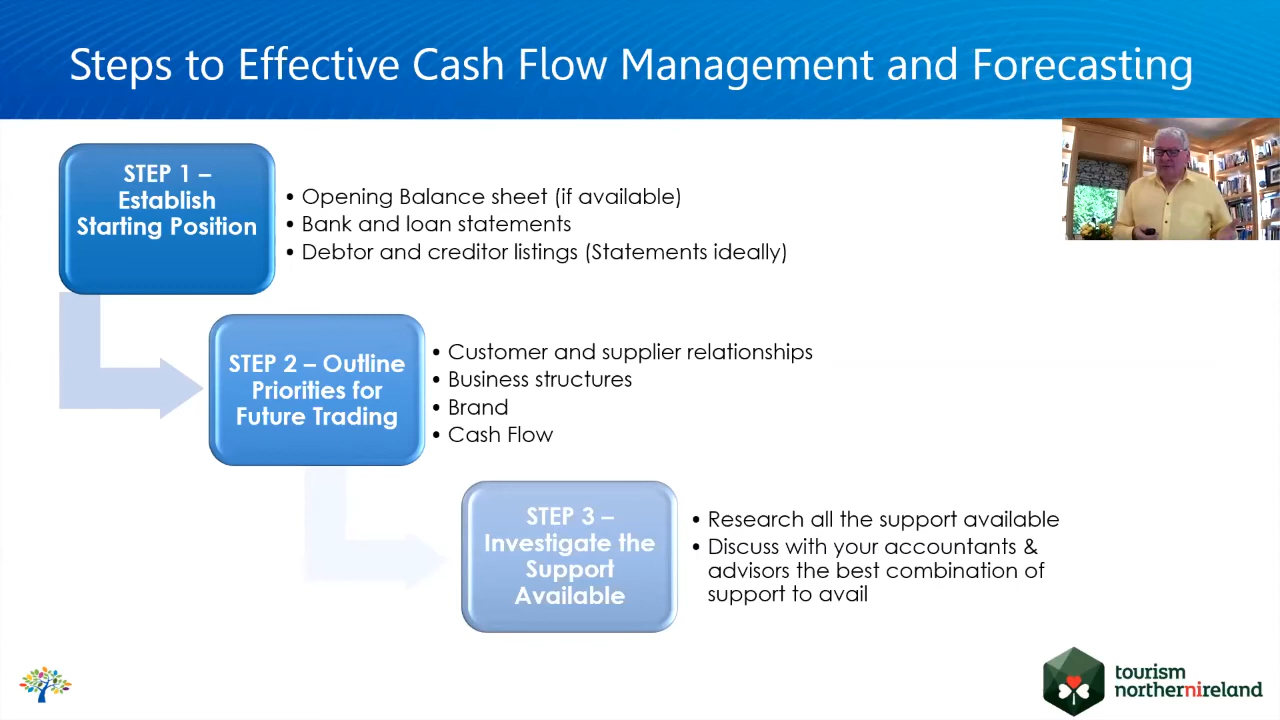 Steps to Effective Cash Flow Management and Forecasting
STEP 1 –
Establish
Starting Position
• Opening Balance sheet (if available)
• Bank and loan statements
• Debtor and creditor listings (Statements ideally)
STEP 2 – Outline
Priorities for
Future Trading
• Customer and supplier relationships
• Business structures
• Brand
• Cash Flow
STEP 3 –
Investigate the
Support
Available
• Research all the support available
• Discuss with your accountants &
advisors the best combination of
support to avail
tourism
northernireland